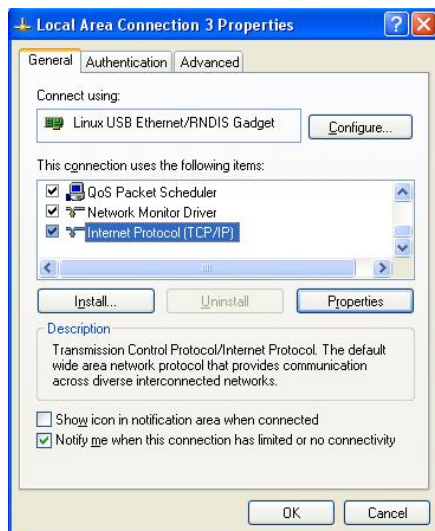 Local Area Connection 3 Properties
General Authentication Advanced
Connect using:
Linux USB Ethernet/RNDIS Gadget Configure...
This connection uses the following items:
QoS Packet Scheduler
Network Monitor Driver
Internet Protocol (TCP/IP)
Install... Uninstall Properties
Description
Transmission Control Protocol/Internet Protocol. The default
wide area network protocol that provides communication
across diverse interconnected networks.
Show icon in notification area when connected
Notify me when this connection has limited or no connectivity
OK Cancel